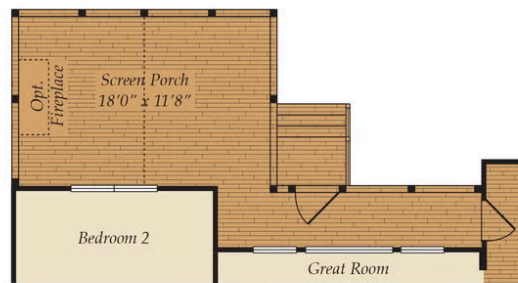 Screen Porch
18'0" x 11'8"
Opt.
Fireplace
Bedroom 2
Great Room